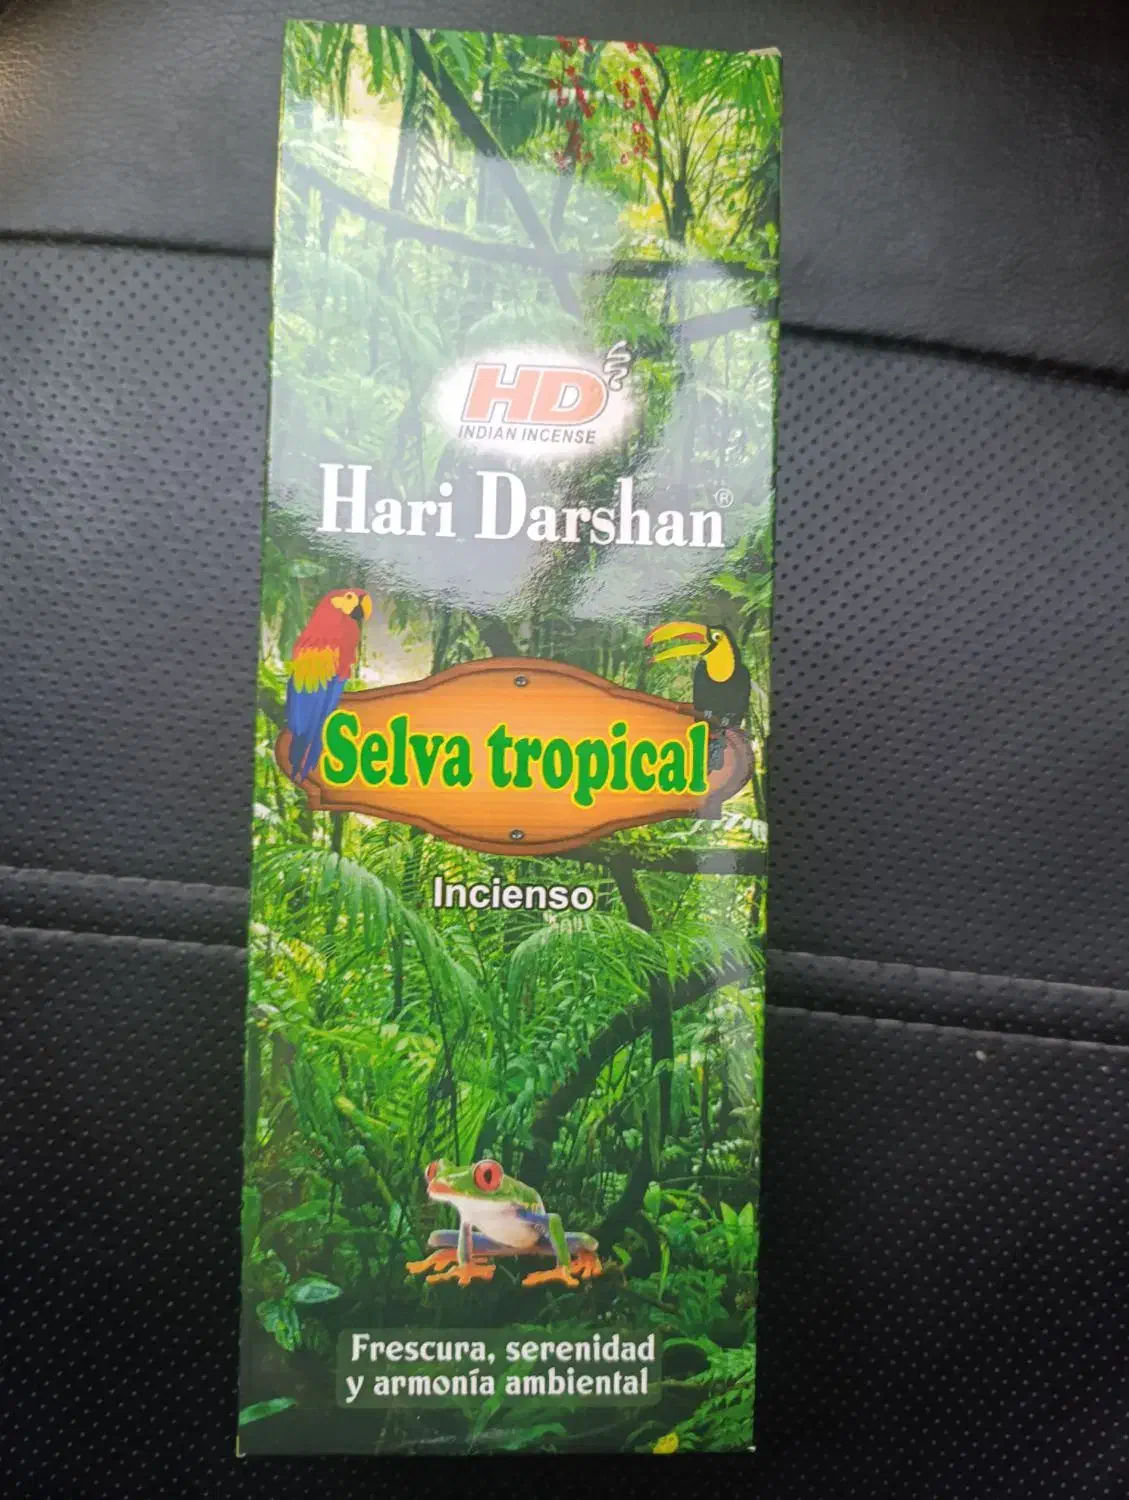 HD
INDIAN INCENSE
Hari Darshan®
Selva tropical
Incienso
Frescura, serenidad
y armonía ambiental